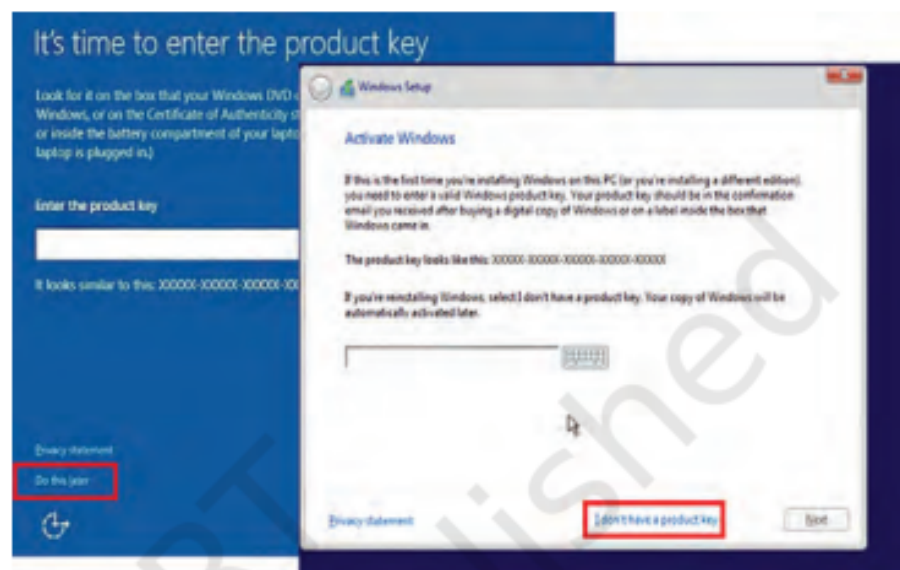 It's time to enter the product key
Look for it on the box that your Windows DVD
Windows, or on the Certificate of Authenticity
or inside the battery compartment of your
laptop is plugged in.)
Enter the product key
It looks similar to this: XXXXX-XXXXX-XXXXX-XX
Privacy statement
Do this later
Windows Setup
Activate Windows
If this is the first time you're installing Windows on this PC (or you're installing a different edition),
you need to enter a valid Windows product key. Your product key should be in the confirmation
email you received after buying a digital copy of Windows or on a label inside the box that
Windows came in.
The product key looks like this: XXXXX-XXXXX-XXXXX-XXXXX-XXXXX
If you're reinstalling Windows, select I don't have a product key. Your copy of Windows will be
automatically activated later.
Privacy statement
I don't have a product key
Next